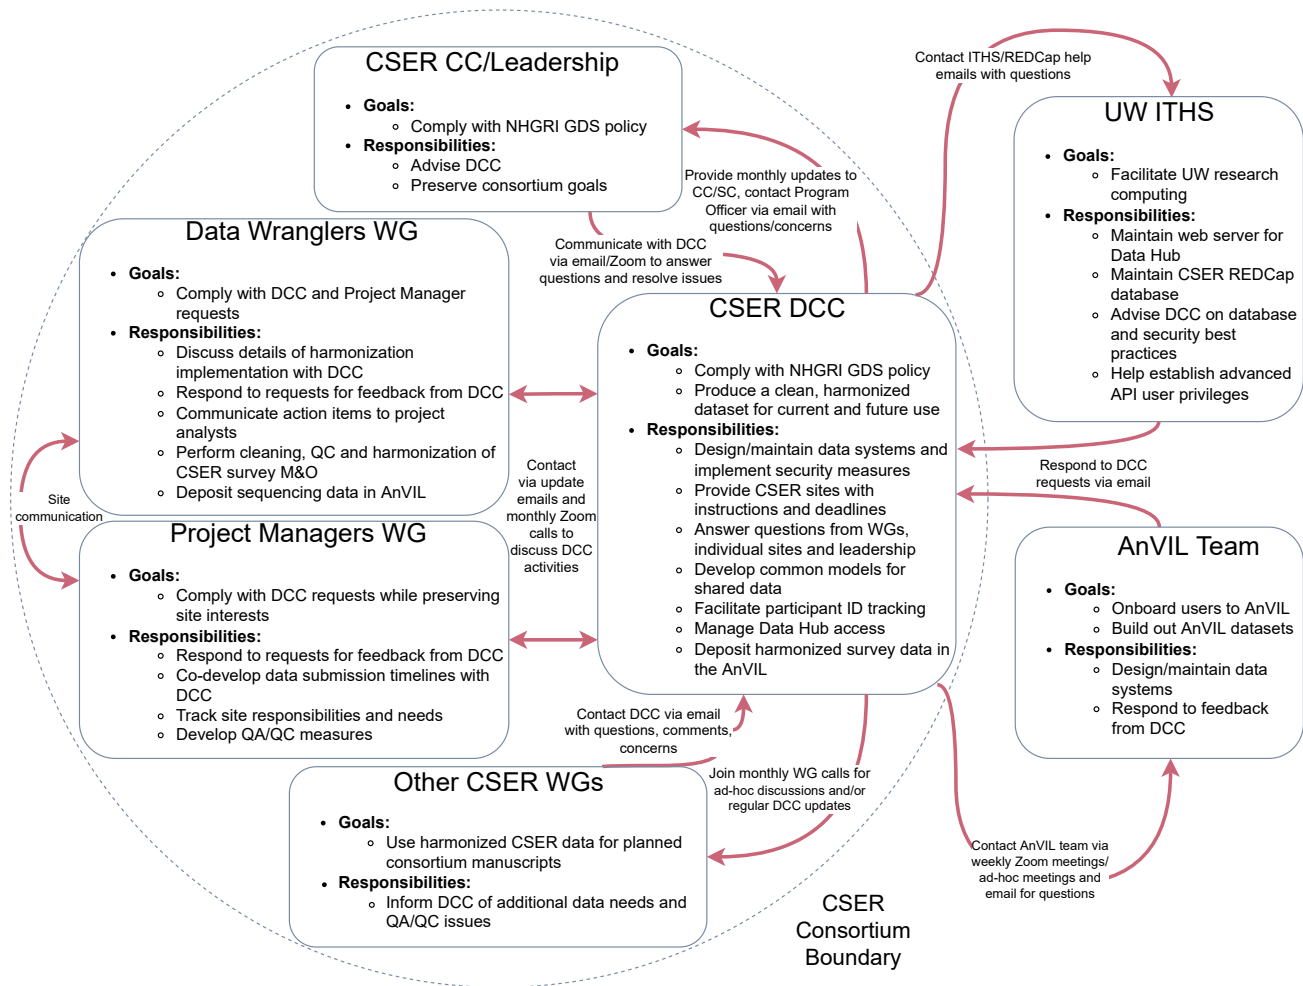 CSER CC/Leadership
Goals:
Comply with NHGRI GDS policy
Responsibilities:
Advise DCC
Preserve consortium goals
Contact ITHS/REDCap help
emails with questions
UW ITHS
Goals:
Facilitate UW research
computing
Responsibilities:
Maintain web server for
Data Hub
Maintain CSER REDCap
database
Advise DCC on database
and security best
practices
Help establish advanced
API user privileges
Provide monthly updates to
CC/SC, contact Program
Officer via email with
questions/concerns
Communicate with DCC
via email/Zoom to answer
questions and resolve issues
Data Wranglers WG
Goals:
Comply with DCC and Project Manager
requests
Responsibilities:
Discuss details of harmonization
implementation with DCC
Respond to requests for feedback from DCC
Communicate action items to project
analysts
Perform cleaning, QC and harmonization of
CSER survey M&O
Deposit sequencing data in AnVIL
CSER DCC
Goals:
Comply with NHGRI GDS policy
Produce a clean, harmonized
dataset for current and future use
Responsibilities:
Design/maintain data systems and
implement security measures
Provide CSER sites with
instructions and deadlines
Answer questions from WGs,
individual sites and leadership
Develop common models for
shared data
Facilitate participant ID tracking
Manage Data Hub access
Deposit harmonized survey data in
the AnVIL
Site
communication
Contact
via update
emails and
monthly Zoom
calls to
discuss DCC
activities
Respond to DCC
requests via email
Project Managers WG
Goals:
Comply with DCC requests while preserving
site interests
Responsibilities:
Respond to requests for feedback from DCC
Co-develop data submission timelines with
DCC
Track site responsibilities and needs
Develop QA/QC measures
AnVIL Team
Goals:
Onboard users to AnVIL
Build out AnVIL datasets
Responsibilities:
Design/maintain data
systems
Respond to feedback
from DCC
Contact DCC via email
with questions, comments,
concerns
Join monthly WG calls for
ad-hoc discussions and/or
regular DCC updates
Other CSER WGs
Goals:
Use harmonized CSER data for planned
consortium manuscripts
Responsibilities:
Inform DCC of additional data needs and
QA/QC issues
Contact AnVIL team via
weekly Zoom meetings/
ad-hoc meetings and
email for questions
CSER
Consortium
Boundary